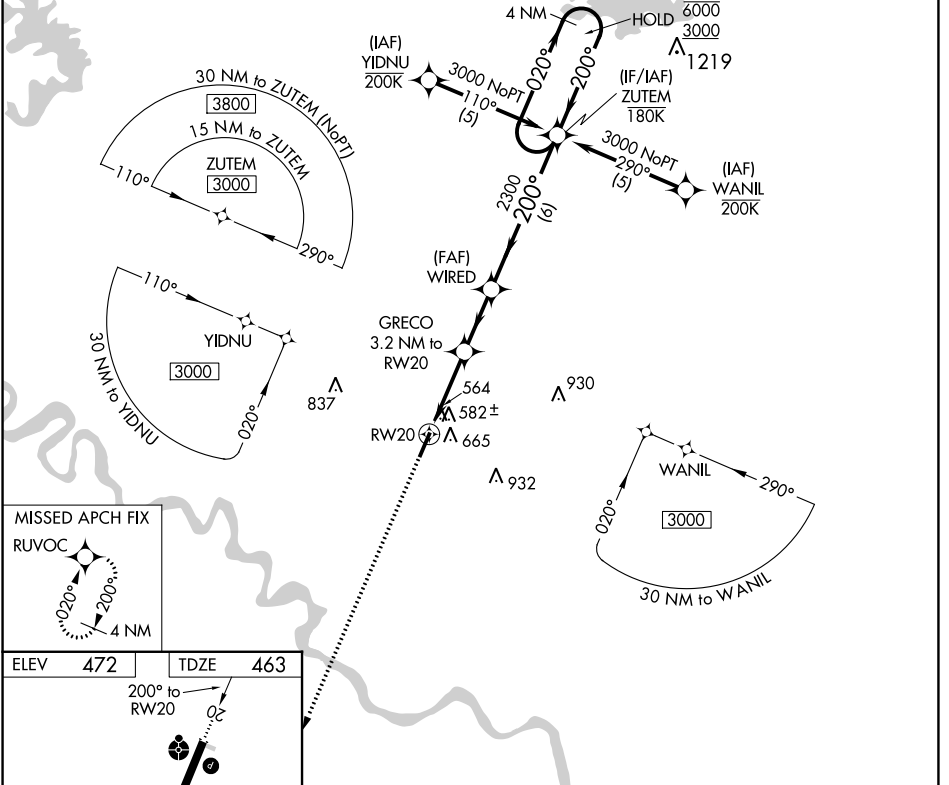 4 NM
HOLD
6000
3000
1219
(IAF)
YIDNU
200K
3000 NoPT
110°
(5)
020°
200°
(IF/IAF)
ZUTEM
180K
3000 NoPT
290°
(5)
(IAF)
WANIL
200K
30 NM to ZUTEM (NoPT)
3800
15 NM to ZUTEM
ZUTEM
3000
110°
290°
2300
200°
(6)
(FAF)
WIRED
GRECO
3.2 NM to
RW20
110°
YIDNU
3000
30 NM to YIDNU
020°
837
564
582±
RW20
665
930
932
WANIL
290°
020°
3000
30 NM to WANIL
MISSED APCH FIX
RUVOC
020°
200°
4 NM
ELEV 472
TDZE 463
200° to
RW20
20
P